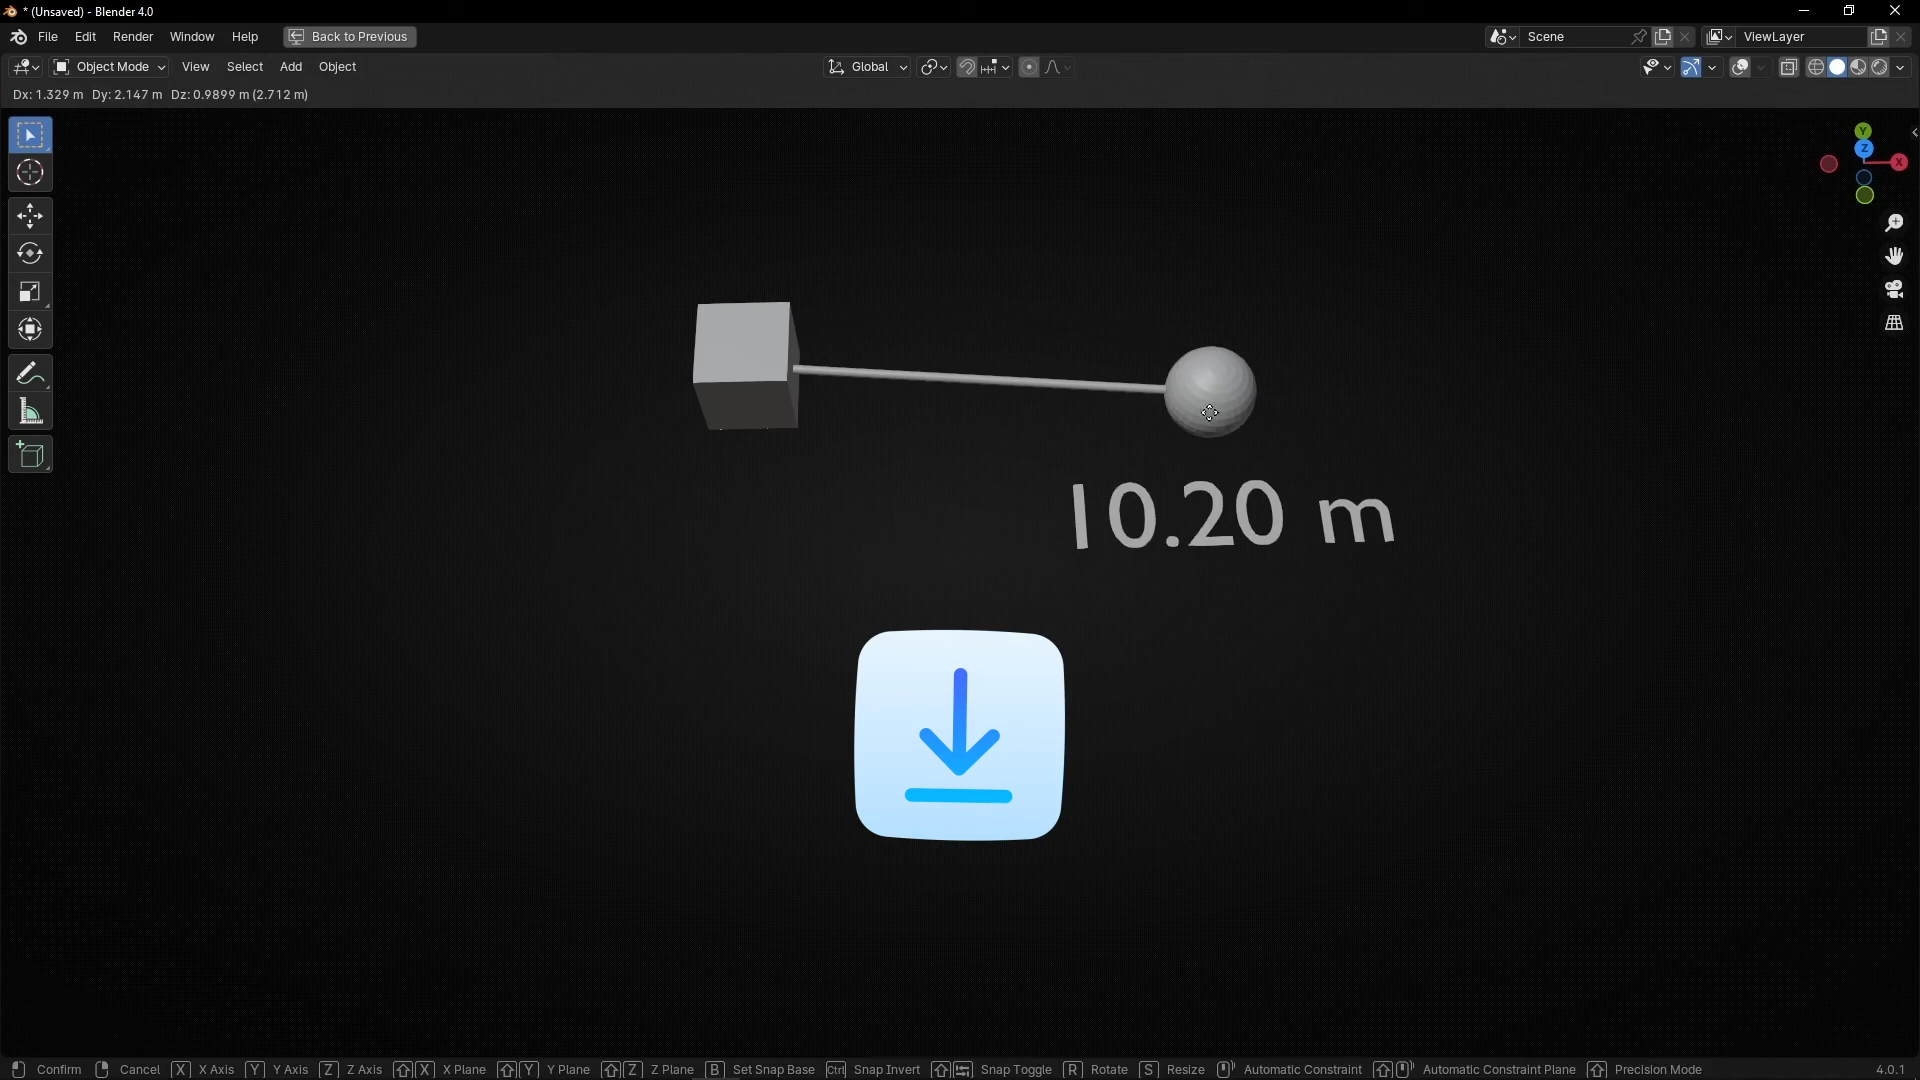 * (Unsaved) - Blender 4.0
File Edit Render Window Help Back to Previous Scene ViewLayer
Object Mode View Select Add Object Global
Dx: 1.329 m Dy: 2.147 m Dz: 0.9899 m (2.712 m)
Y
Z
X
10.20 m
Confirm Cancel X X Axis Y Y Axis Z Z Axis X X Plane Y Y Plane Z Z Plane B Set Snap Base Ctrl Snap Invert Snap Toggle R Rotate S Resize Automatic Constraint Automatic Constraint Plane Precision Mode 4.0.1